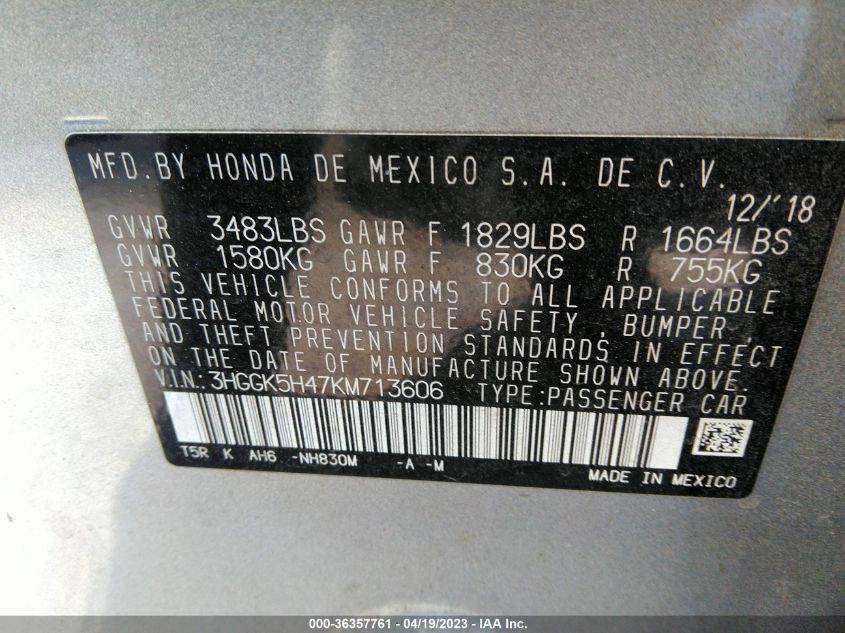 MFD.BY HONDA DE MEXICO S.A. DE C.V.
12/'18
GVWR 3483LBS GAWR F 1829LBS R 1664LBS
GVWR 1580KG GAWR F 830KG R 755KG
THIS VEHICLE CONFORMS TO ALL APPLICABLE
FEDERAL MOTOR VEHICLE SAFETY, BUMPER,
AND THEFT PREVENTION STANDARDS IN EFFECT
ON THE DATE OF MANUFACTURE SHOWN ABOVE.
V.I.N.: 3HGGK5H47KM713606 TYPE:PASSENGER CAR
T5R K AH6 -NH830M -A -M
MADE IN MEXICO
000-36357761 - 04/19/2023 - IAAI.com